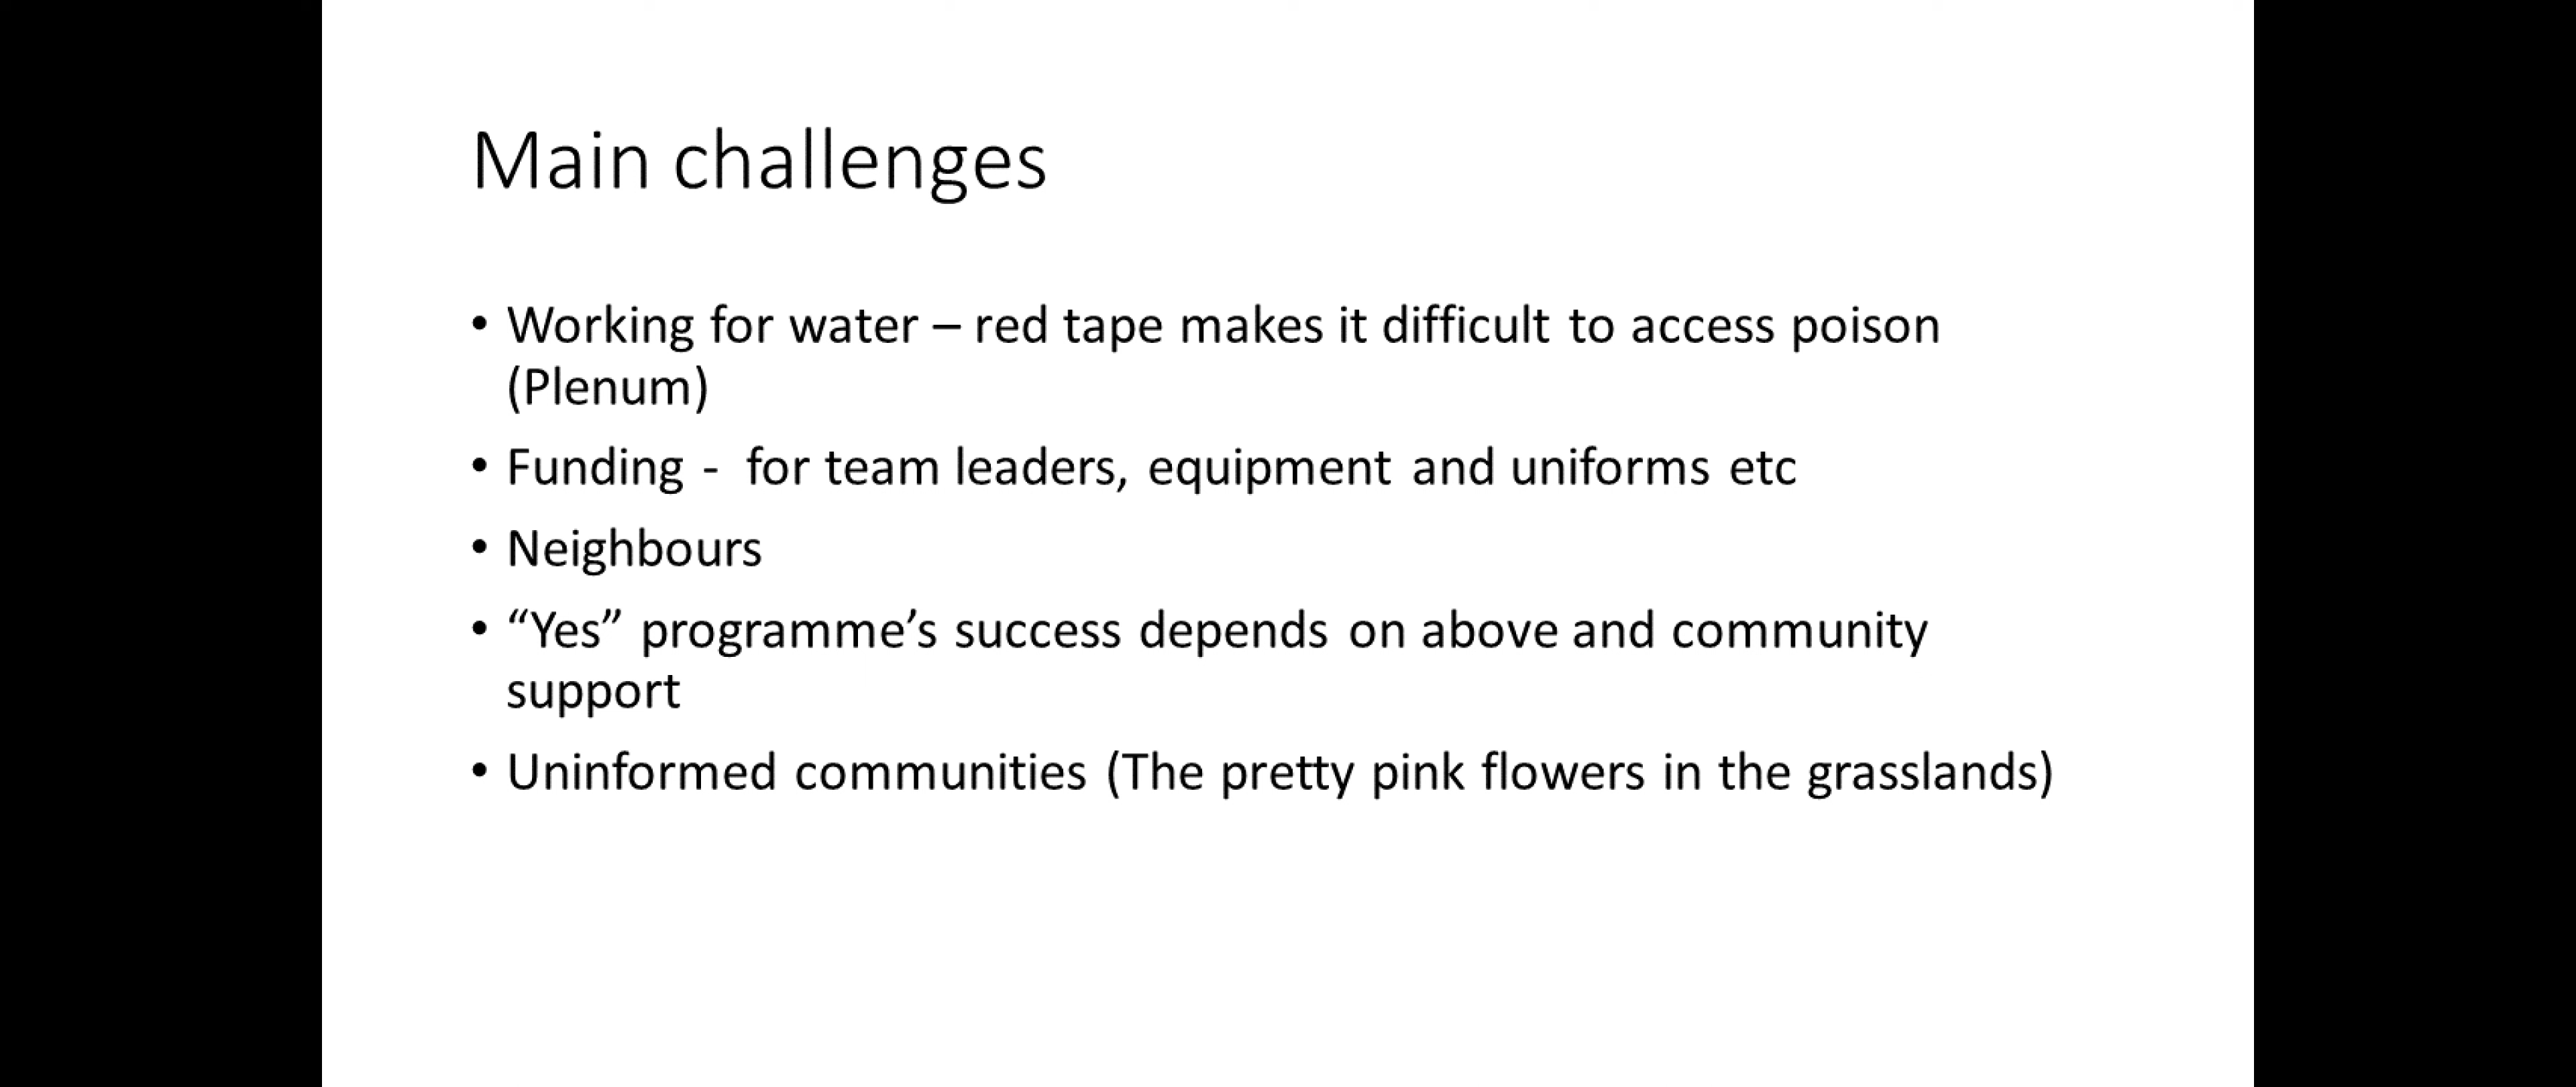 Main challenges
• Working for water – red tape makes it difficult to access poison
(Plenum)
• Funding -  for team leaders, equipment and uniforms etc
• Neighbours
• “Yes” programme’s success depends on above and community
support
• Uninformed communities (The pretty pink flowers in the grasslands)